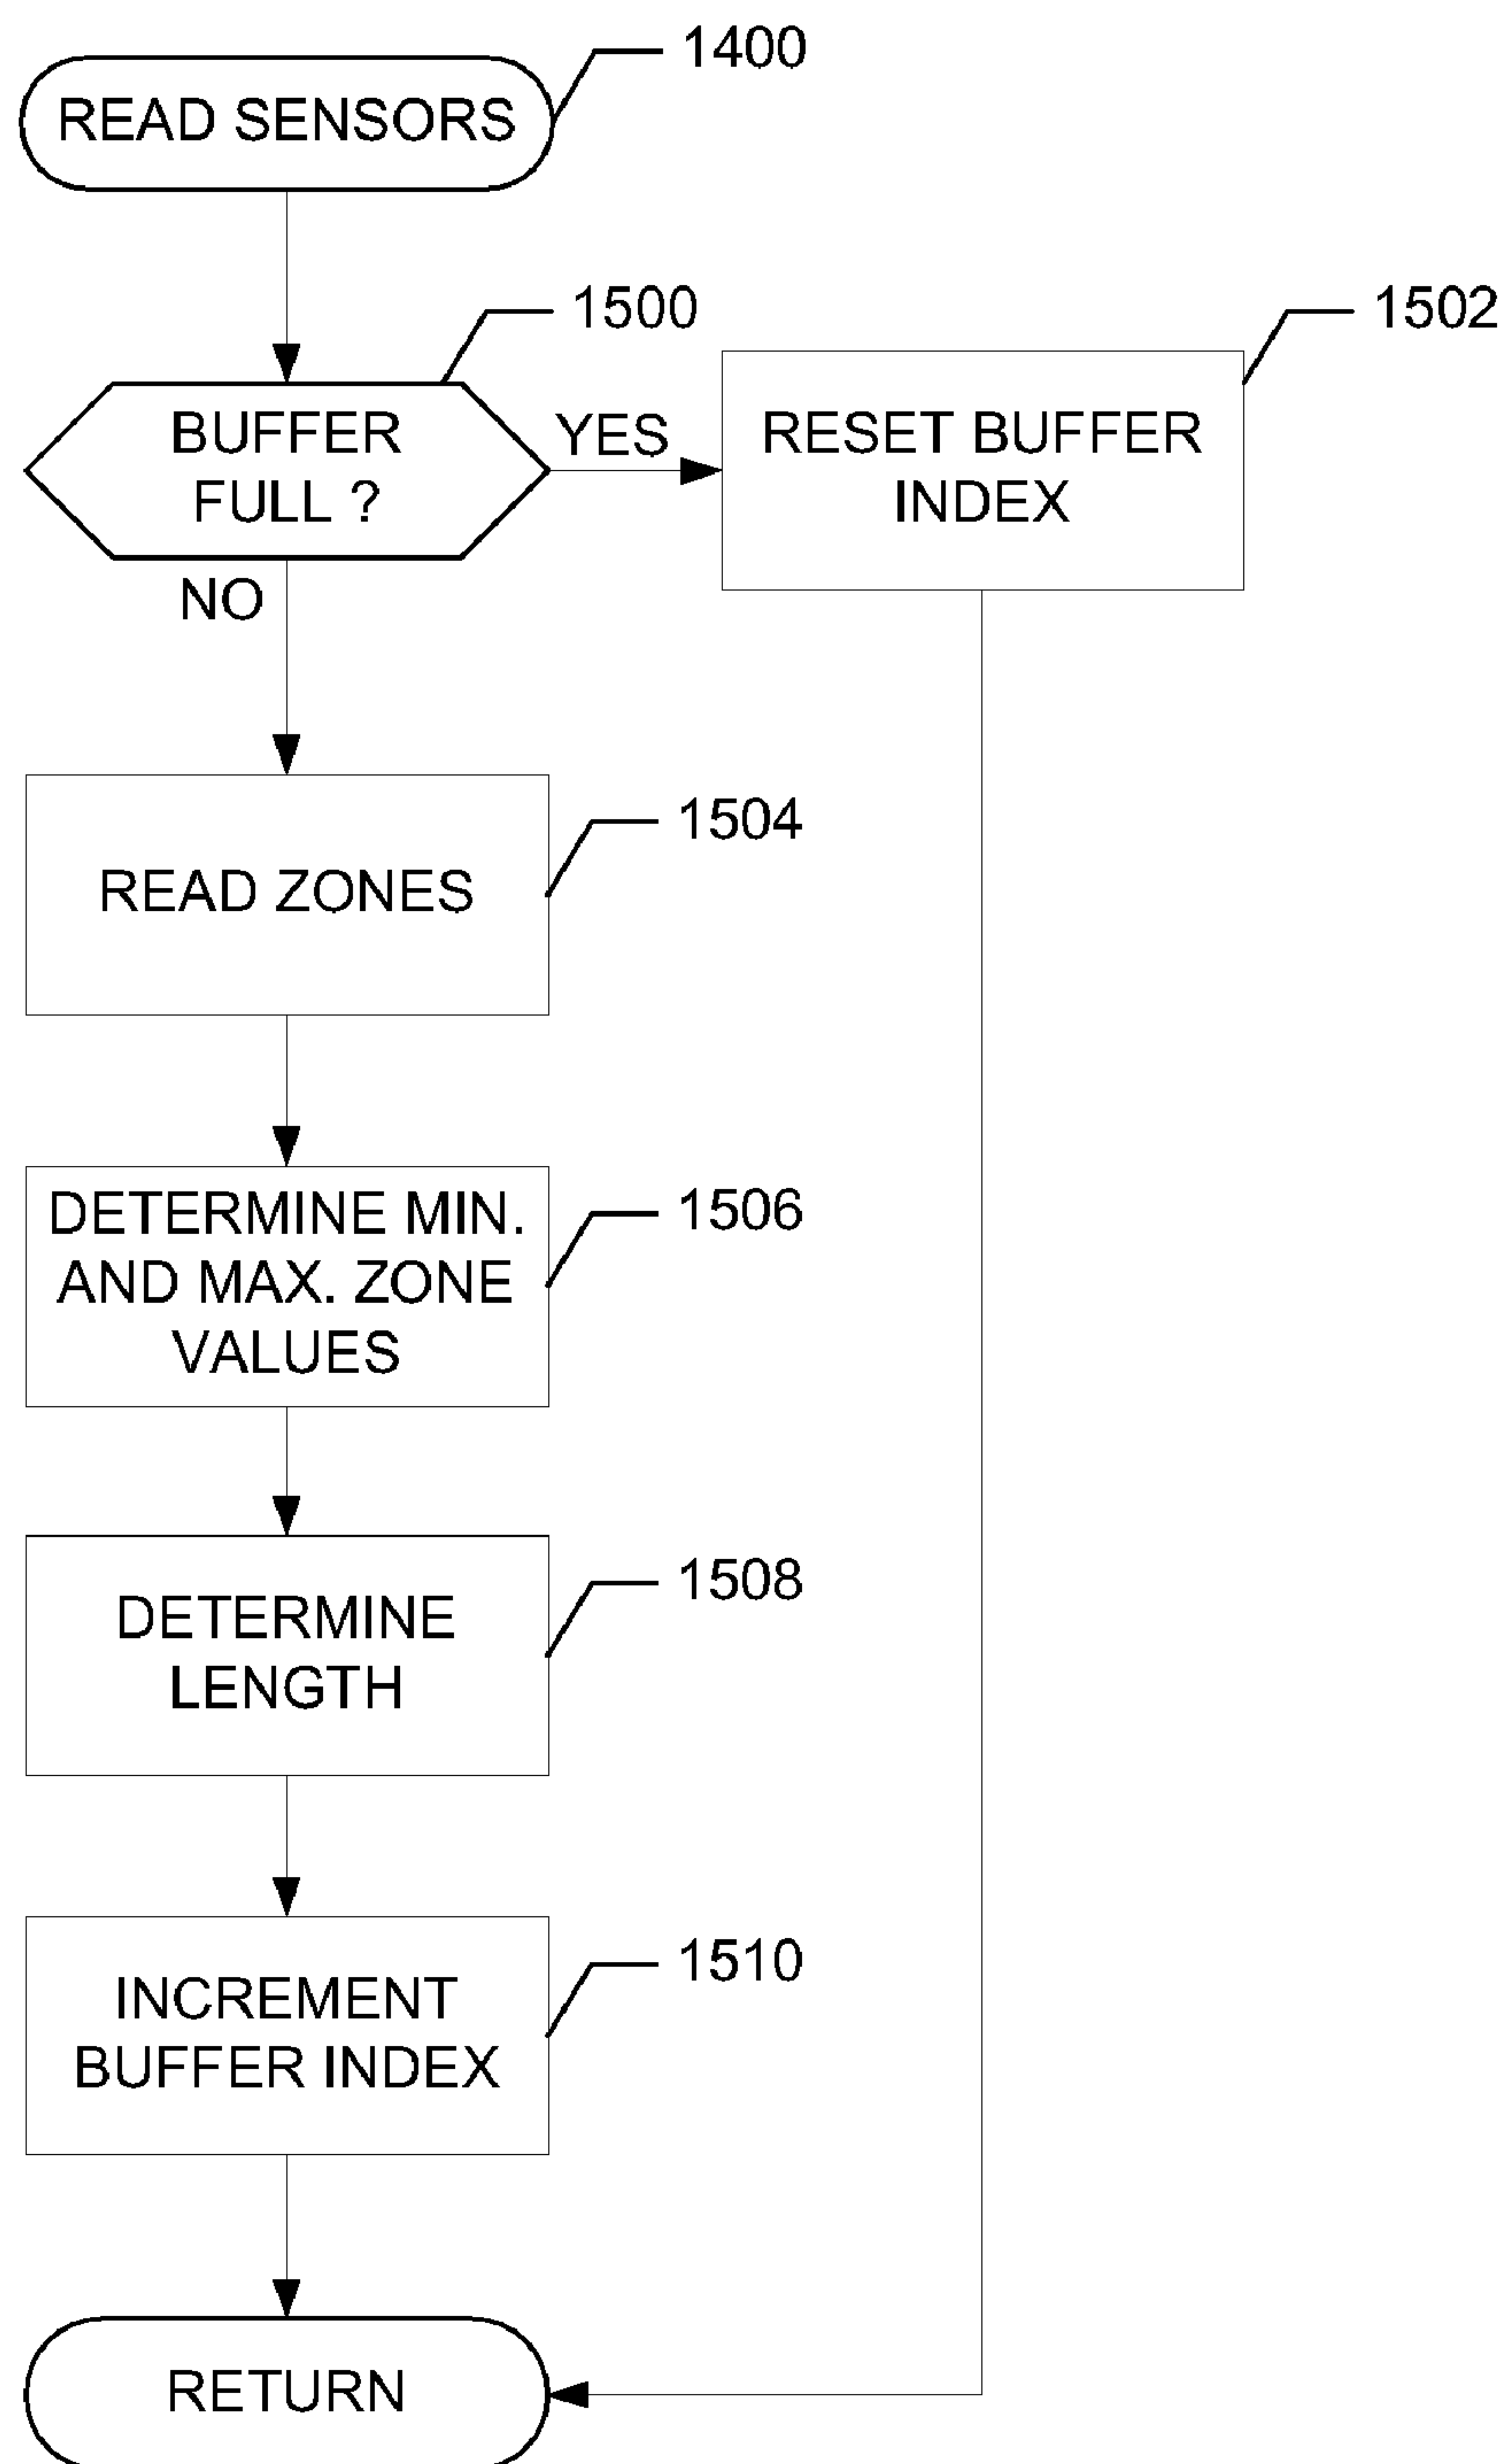 1400
READ SENSORS
1500
1502
BUFFER
FULL ?
YES
RESET BUFFER
INDEX
NO
1504
READ ZONES
1506
DETERMINE MIN.
AND MAX. ZONE
VALUES
1508
DETERMINE
LENGTH
1510
INCREMENT
BUFFER INDEX
RETURN